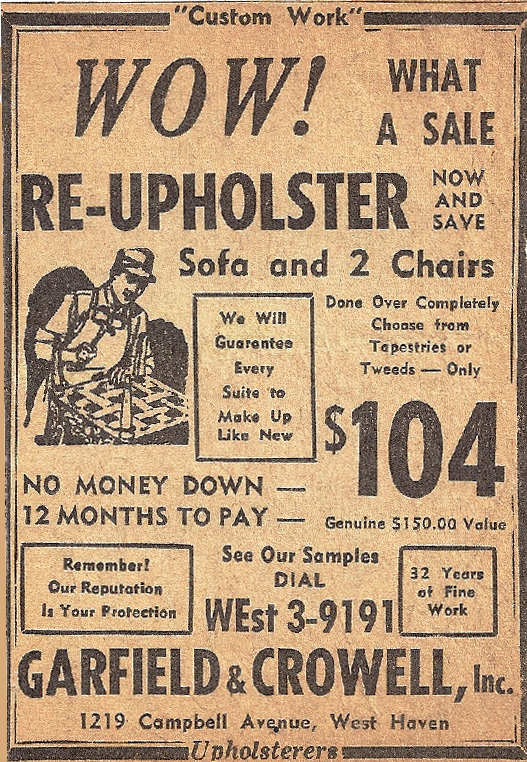 "Custom Work"
WOW!
WHAT
A SALE
RE-UPHOLSTER
NOW
AND
SAVE
Sofa and 2 Chairs
We Will
Guarentee
Every
Suite to
Make Up
Like New
Done Over Completely
Choose from
Tapestries or
Tweeds — Only
$104
NO MONEY DOWN —
12 MONTHS TO PAY —
Genuine $150.00 Value
Remember!
Our Reputation
Is Your Protection
See Our Samples
DIAL
WEst 3-9191
32 Years
of Fine
Work
GARFIELD & CROWELL, Inc.
1219 Campbell Avenue, West Haven
Upholsterers